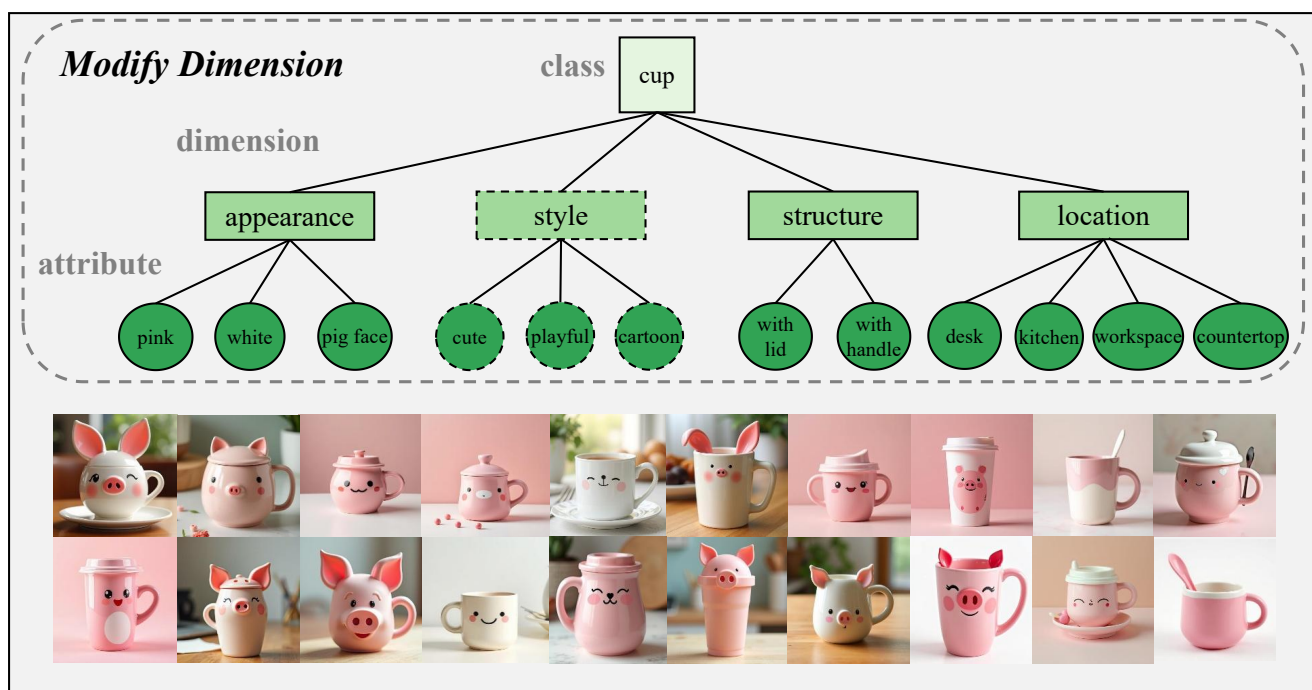 Modify Dimension
class
cup
dimension
appearance
style
structure
location
attribute
pink
white
pig face
cute
playful
cartoon
with
lid
with
handle
desk
kitchen
workspace
countertop